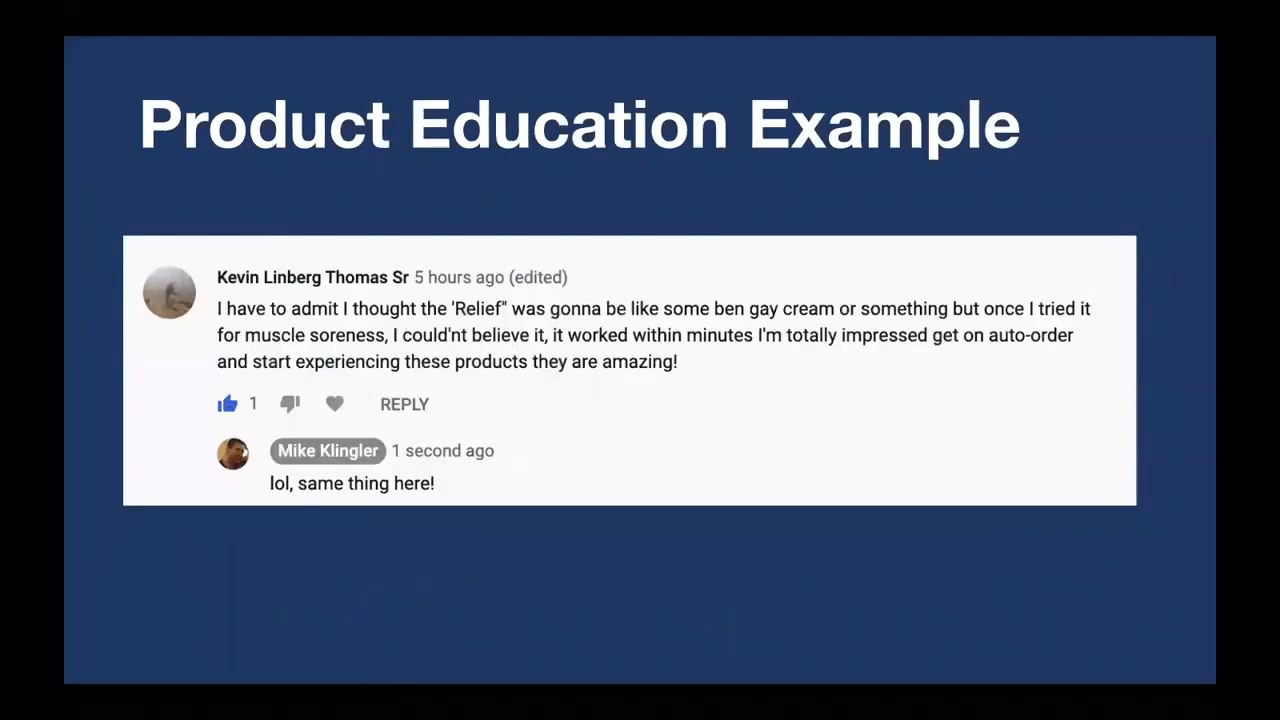 Product Education Example
Kevin Linberg Thomas Sr 5 hours ago (edited)
I have to admit I thought the 'Relief" was gonna be like some ben gay cream or something but once I tried it
for muscle soreness, I could'nt believe it, it worked within minutes I'm totally impressed get on auto-order
and start experiencing these products they are amazing!
1 REPLY
Mike Klingler 1 second ago
lol, same thing here!